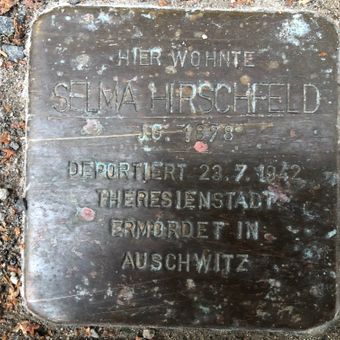 HIER WOHNTE
SELMA HIRSCHFELD
JG. 1878
DEPORTIERT 23.7.1942
THERESIENSTADT
ERMORDET IN
AUSCHWITZ